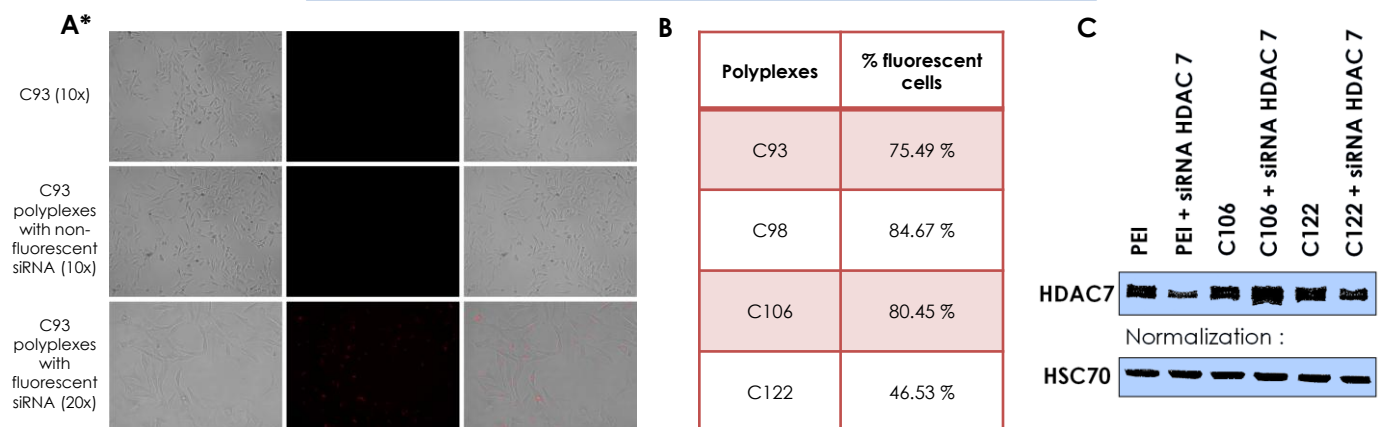 A*
C93 (10x)
C93
polyplexes
with non-
fluorescent
siRNA (10x)
C93
polyplexes
with
fluorescent
siRNA (20x)
B
Polyplexes
% fluorescent
cells
C93
75.49 %
C98
84.67 %
C106
80.45 %
C122
46.53 %
C
PEI
PEI + siRNA HDAC 7
C106
C106 + siRNA HDAC 7
C122
C122 + siRNA HDAC 7
HDAC7
Normalization :
HSC70